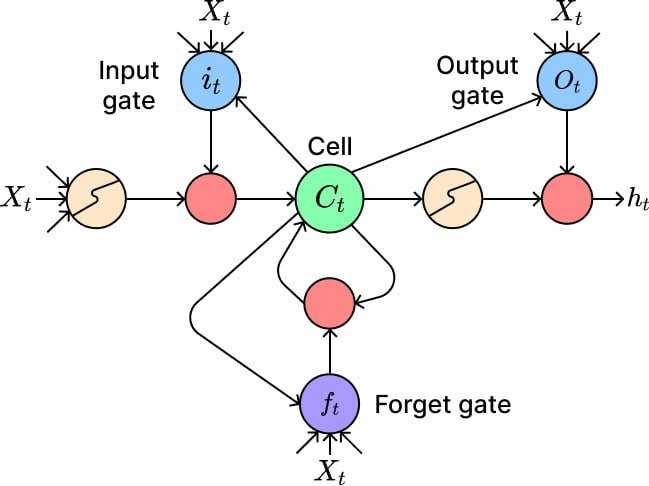 X_t
X_t
Input
gate
i_t
Output
gate
O_t
Cell
X_t
C_t
h_t
f_t
Forget gate
X_t